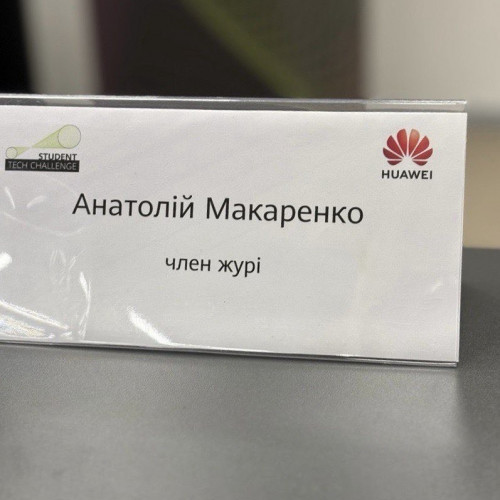 STUDENT
TECH CHALLENGE
HUAWEI
Анатолій Макаренко
член журі